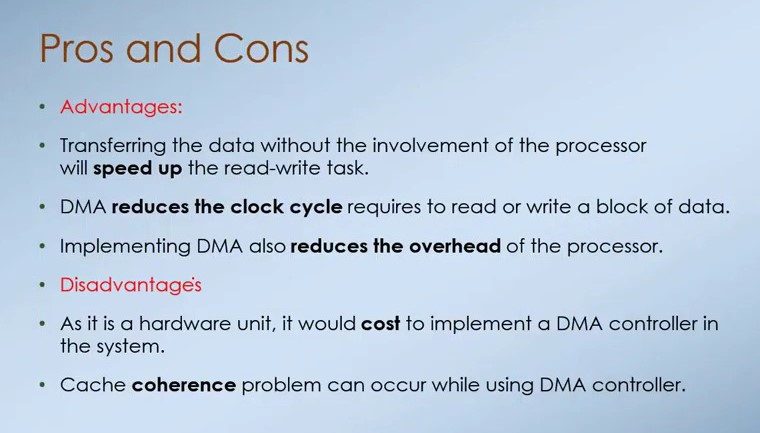 Pros and Cons
• Advantages:
• Transferring the data without the involvement of the processor
will speed up the read-write task.
• DMA reduces the clock cycle requires to read or write a block of data.
• Implementing DMA also reduces the overhead of the processor.
• Disadvantages
• As it is a hardware unit, it would cost to implement a DMA controller in
the system.
• Cache coherence problem can occur while using DMA controller.